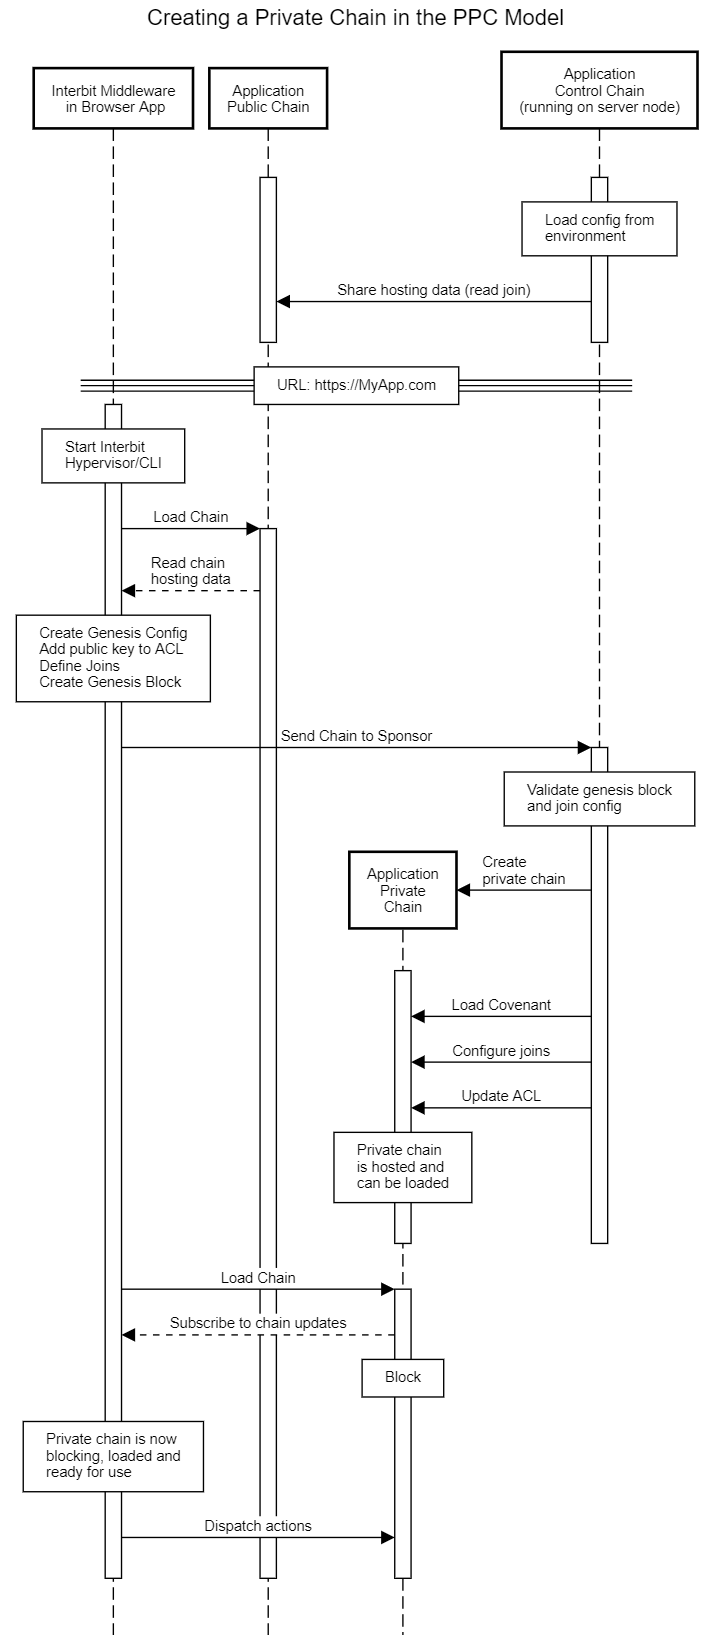 Creating a Private Chain in the PPC Model
Interbit Middleware
in Browser App
Application
Public Chain
Application
Control Chain
(running on server node)
Load config from
environment
Share hosting data (read join)
URL: https://MyApp.com
Start Interbit
Hypervisor/CLI
Load Chain
Read chain
hosting data
Create Genesis Config
Add public key to ACL
Define Joins
Create Genesis Block
Send Chain to Sponsor
Validate genesis block
and join config
Create
private chain
Application
Private
Chain
Load Covenant
Configure joins
Update ACL
Private chain
is hosted and
can be loaded
Load Chain
Subscribe to chain updates
Block
Private chain is now
blocking, loaded and
ready for use
Dispatch actions